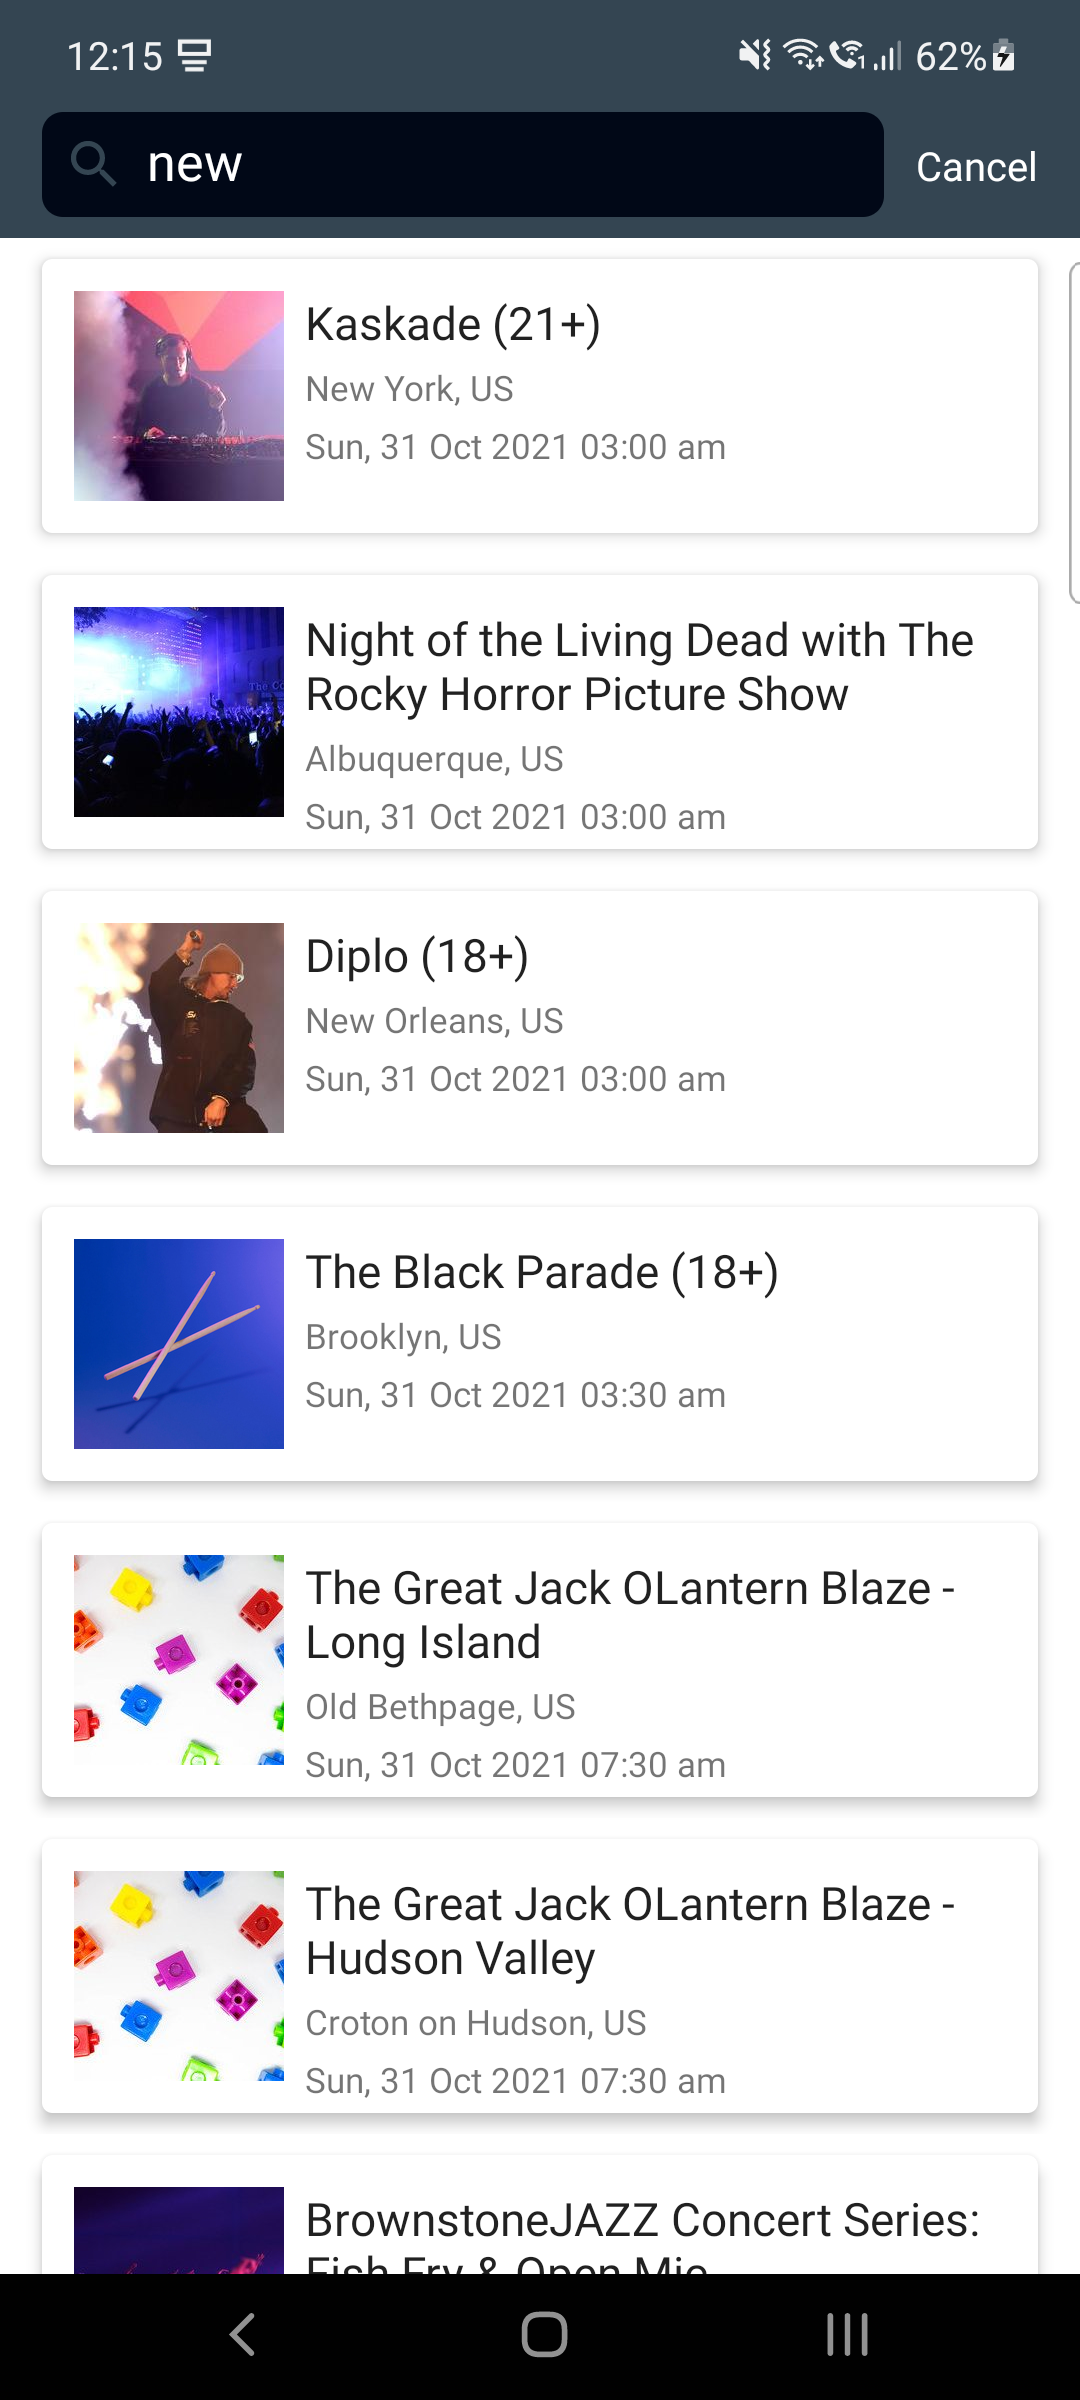 12:15
62%
new
Cancel
Kaskade (21+)
New York, US
Sun, 31 Oct 2021 03:00 am
Night of the Living Dead with The
Rocky Horror Picture Show
Albuquerque, US
Sun, 31 Oct 2021 03:00 am
Diplo (18+)
New Orleans, US
Sun, 31 Oct 2021 03:00 am
The Black Parade (18+)
Brooklyn, US
Sun, 31 Oct 2021 03:30 am
The Great Jack OLantern Blaze -
Long Island
Old Bethpage, US
Sun, 31 Oct 2021 07:30 am
The Great Jack OLantern Blaze -
Hudson Valley
Croton on Hudson, US
Sun, 31 Oct 2021 07:30 am
BrownstoneJAZZ Concert Series:
Fish Fry & Open Mic